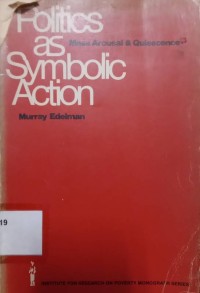 Politics
as
Mass Arousal & Quiescence
Symbolic
Action
Murray Edelman
19
INSTITUTE FOR RESEARCH ON POVERTY MONOGRAPH SERIES